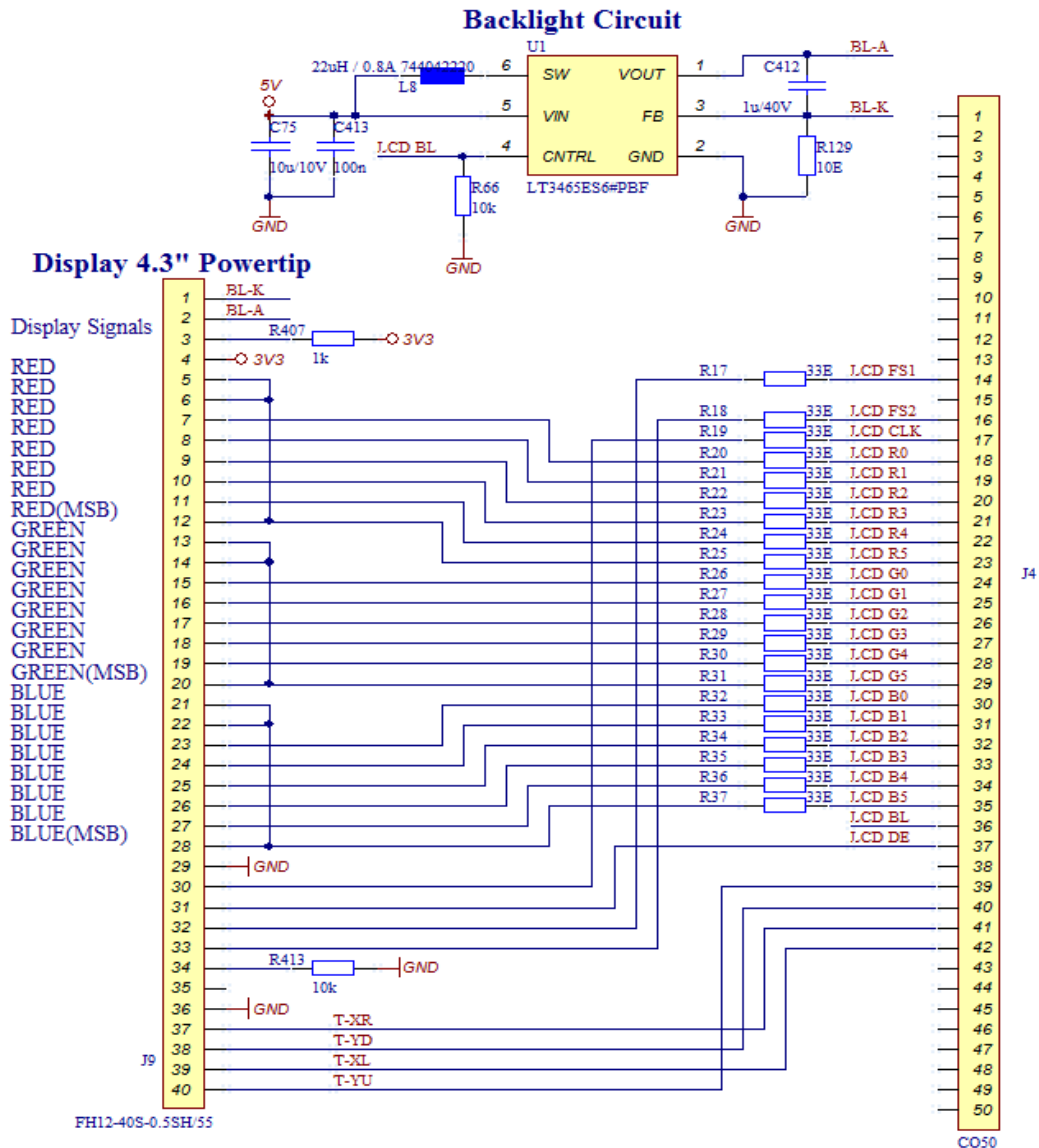 Backlight Circuit
U1
22uH / 0.8A 744042220
L8
6 SW VOUT 1
BL-A
C412
5V
5 VIN FB 3
1u/40V
BL-K
C75
10u/10V
C413
100n
LCD BL
4 CNTRL GND 2
LT3465ES6#PBF
R66
10k
R129
10E
GND
GND
GND
Display 4.3" Powertip
Display Signals
RED
RED
RED
RED
RED
RED
RED
RED(MSB)
GREEN
GREEN
GREEN
GREEN
GREEN
GREEN
GREEN
GREEN(MSB)
BLUE
BLUE
BLUE
BLUE
BLUE
BLUE
BLUE
BLUE(MSB)
1 BL-K
2 BL-A
3 R407 1k 3V3
4 3V3
5
6
7
8
9
10
11
12
13
14
15
16
17
18
19
20
21
22
23
24
25
26
27
28
29 GND
30
31
32
33
34 R413 10k GND
35
36 GND
37 T-XR
38 T-YD
39 T-XL
40 T-YU
J9
FH12-40S-0.5SH/55
1
2
3
4
5
6
7
8
9
10
11
12
13
R17 33E LCD FS1 14
15
R18 33E LCD FS2 16
R19 33E LCD CLK 17
R20 33E LCD R0 18
R21 33E LCD R1 19
R22 33E LCD R2 20
R23 33E LCD R3 21
R24 33E LCD R4 22
R25 33E LCD R5 23
R26 33E LCD G0 24
R27 33E LCD G1 25
R28 33E LCD G2 26
R29 33E LCD G3 27
R30 33E LCD G4 28
R31 33E LCD G5 29
R32 33E LCD B0 30
R33 33E LCD B1 31
R34 33E LCD B2 32
R35 33E LCD B3 33
R36 33E LCD B4 34
R37 33E LCD B5 35
LCD BL 36
LCD DE 37
38
39
40
41
42
43
44
45
46
47
48
49
50
J4
CO50